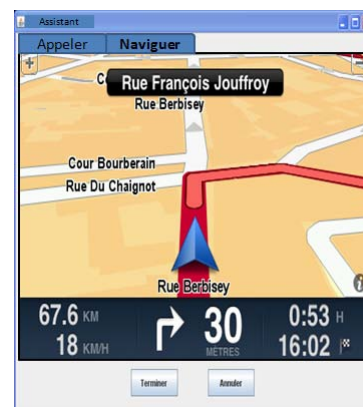 Assistant
Appeler Naviguer
Rue François Jouffroy
Rue Berbisey
Cour Bourberain
Rue Du Chaignot
Rue Berbisey
67.6 KM
18 KM/H
30
MÈTRES
0:53 H
16:02
Terminer Annuler